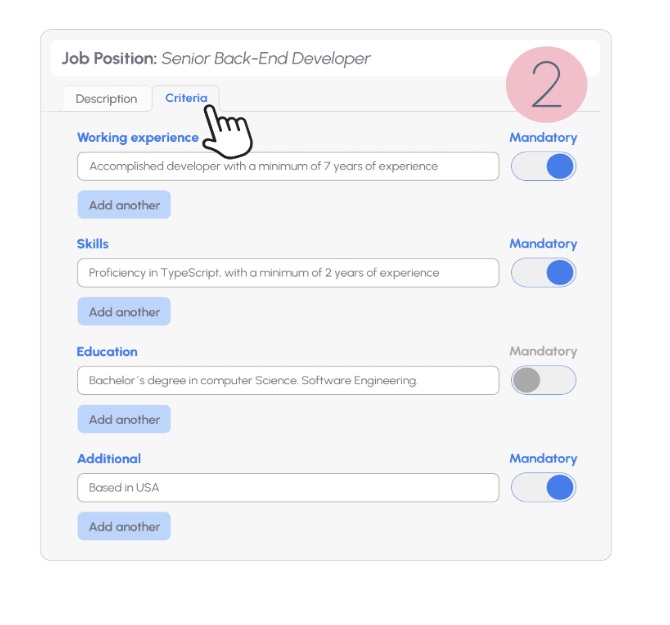 Job Position: Senior Back-End Developer
2
Description
Criteria
Working experience
Mandatory
Accomplished developer with a minimum of 7 years of experience
Add another
Skills
Mandatory
Proficiency in TypeScript, with a minimum of 2 years of experience
Add another
Education
Mandatory
Bachelor´s degree in computer Science. Software Engineering.
Add another
Additional
Mandatory
Based in USA
Add another